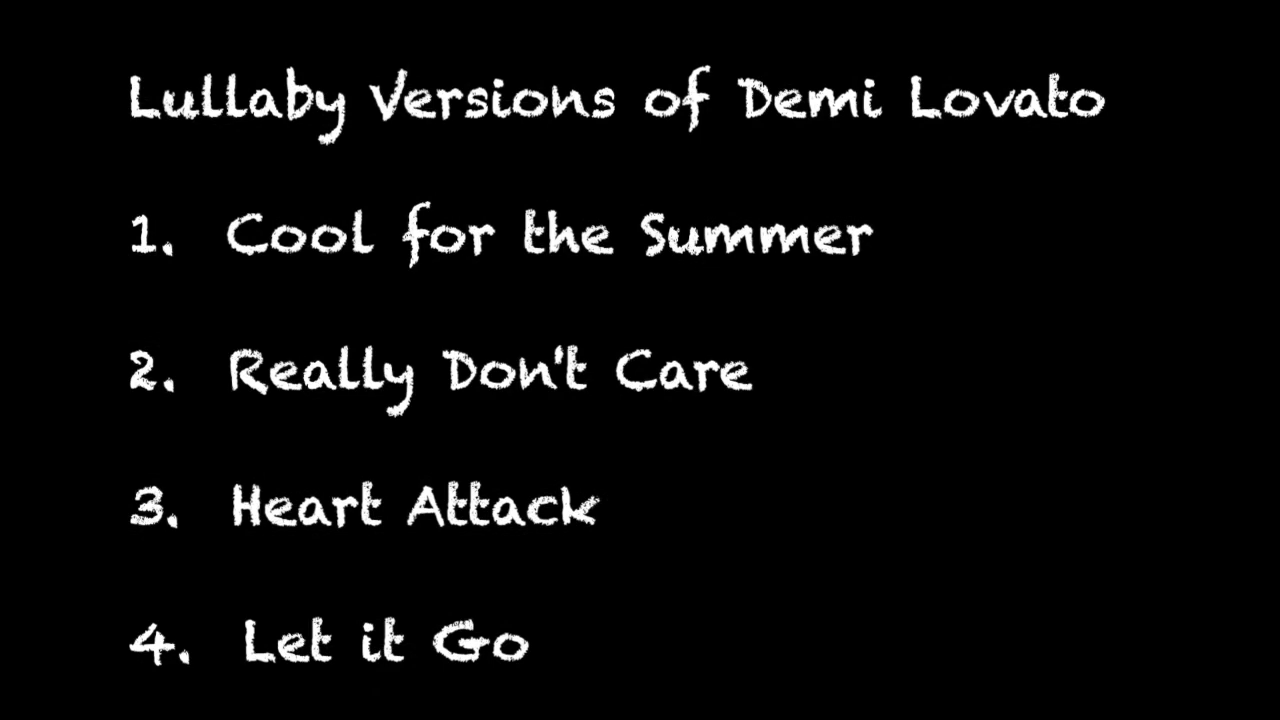 Lullaby Versions of Demi Lovato
1. Cool for the Summer
2. Really Don't Care
3. Heart Attack
4. Let it Go